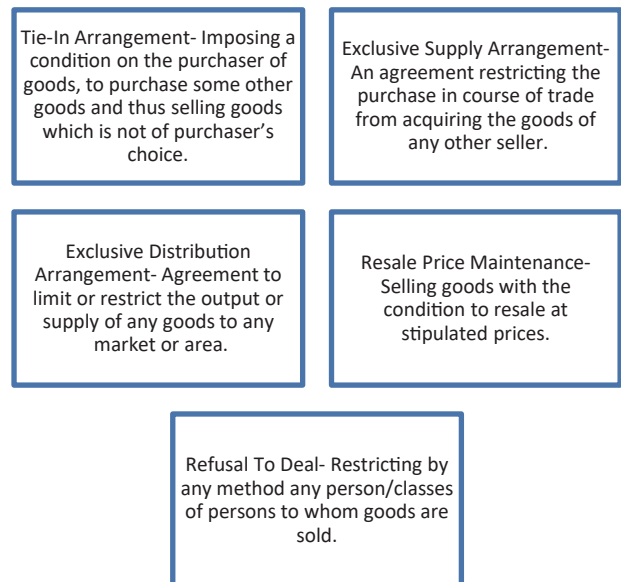 Tie-In Arrangement- Imposing a
condition on the purchaser of
goods, to purchase some other
goods and thus selling goods
which is not of purchaser’s
choice.
Exclusive Supply Arrangement-
An agreement restricting the
purchase in course of trade
from acquiring the goods of
any other seller.
Exclusive Distribution
Arrangement- Agreement to
limit or restrict the output or
supply of any goods to any
market or area.
Resale Price Maintenance-
Selling goods with the
condition to resale at
stipulated prices.
Refusal To Deal- Restricting by
any method any person/classes
of persons to whom goods are
sold.